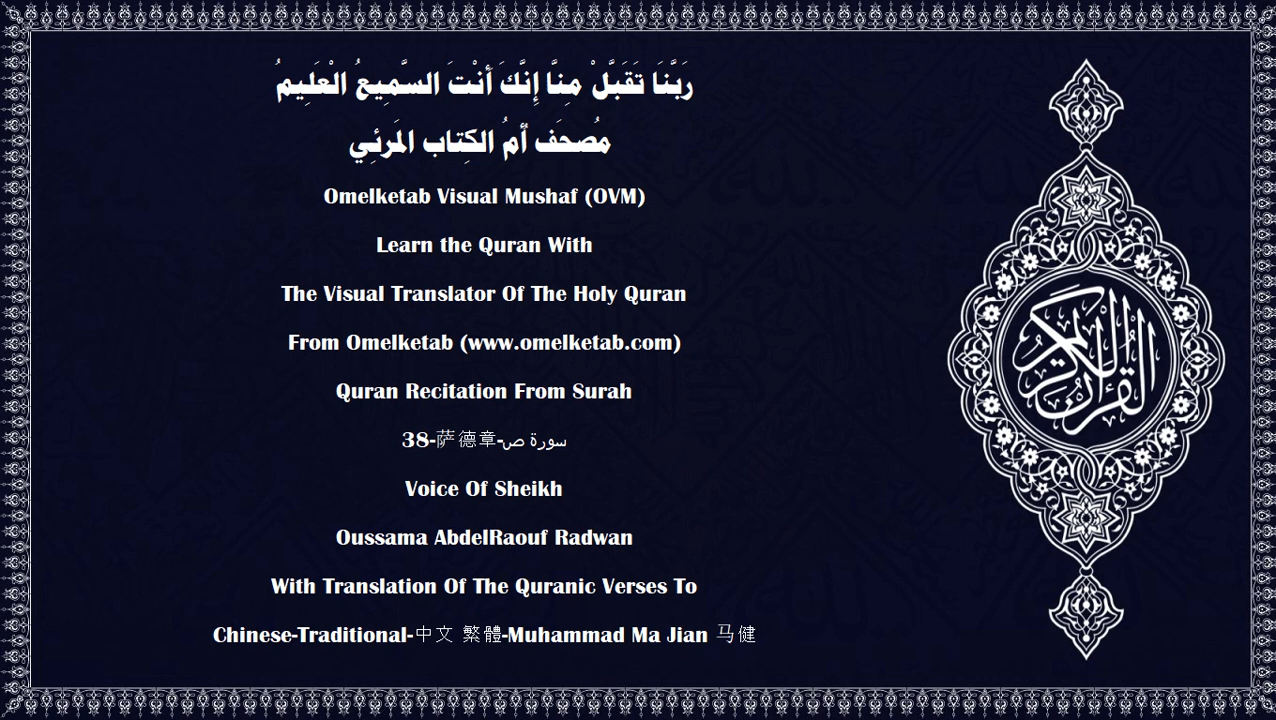 رَبَّنَا تَقَبَّلْ مِنَّا إِنَّكَ أَنْتَ السَّمِيعُ الْعَلِيمُ
مُصحَف أمُ الكِتاب المَرئِي
Omelketab Visual Mushaf (OVM)
Learn the Quran With
The Visual Translator Of The Holy Quran
From Omelketab (www.omelketab.com)
Quran Recitation From Surah
38-萨德章-سورة ص
Voice Of Sheikh
Oussama AbdelRaouf Radwan
With Translation Of The Quranic Verses To
Chinese-Traditional-中文 繁體-Muhammad Ma Jian 马健
القرآن الكريم